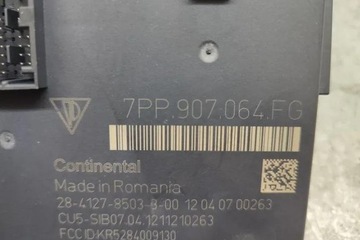 7PP.907.064.FG
Continental
Made in Romania
28-4127-8503-8-00 12 04 07 00263
CU5-SIB07.04 1211210263
FCC ID:KR5284009130